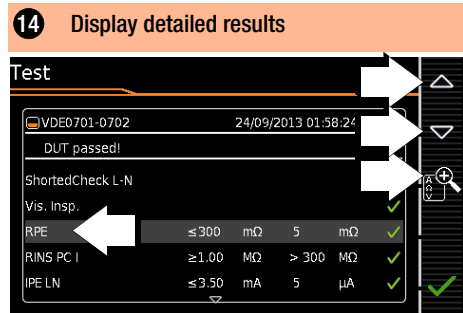 14 Display detailed results
Test
VDE0701-0702 24/09/2013 01:58:24
DUT passed!
ShortedCheck L-N
Vis. Insp.
RPE ≤300 mΩ 5 mΩ
RINS PC I ≥1.00 MΩ > 300 MΩ
IPE LN ≤3.50 mA 5 µA
A
Ω
V